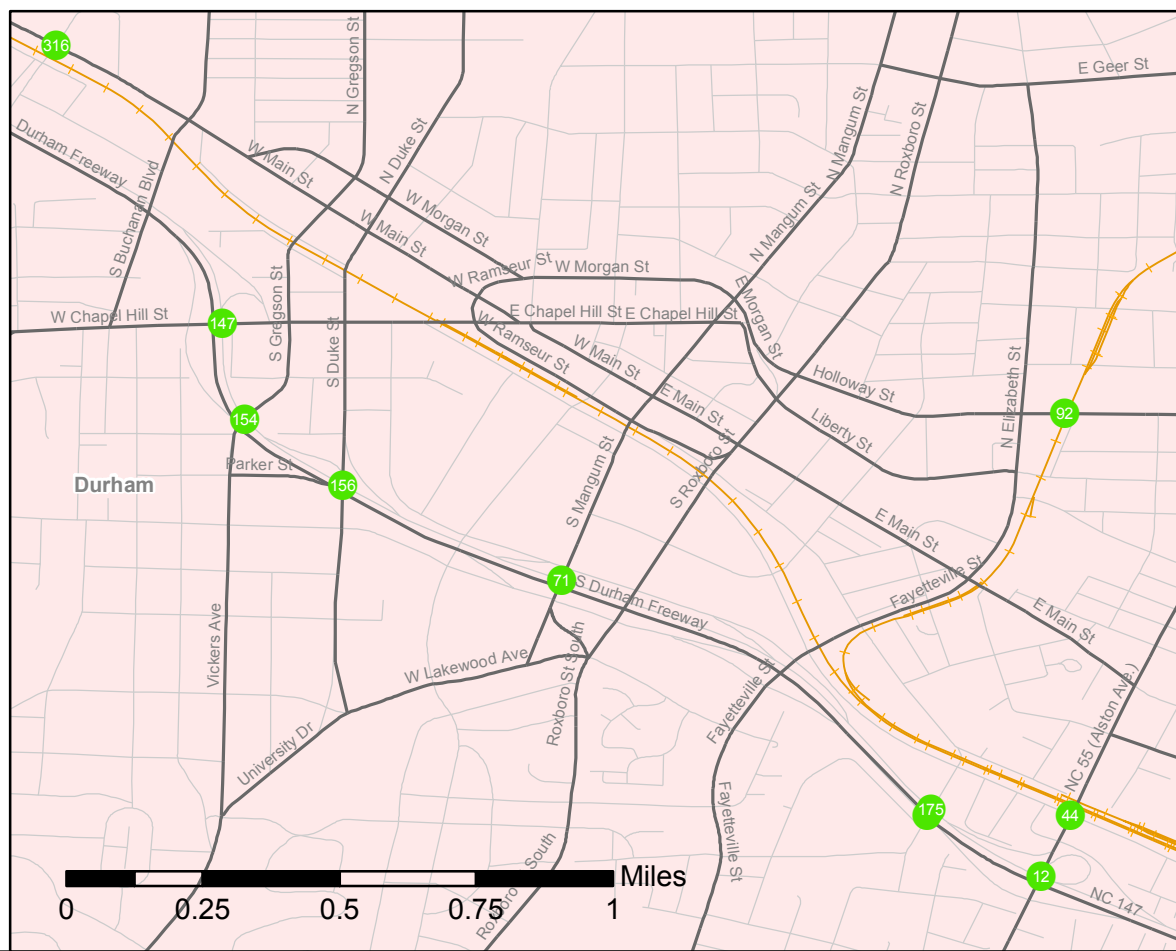 316
N Gregson St
E Geer St
Durham Freeway
W Main St
N Duke St
N Mangum St
N Roxboro St
S Buchanan Blvd
W Morgan St
W Main St
N Mangum St
W Ramseur St
W Morgan St
W Chapel Hill St
147
S Gregson St
S Duke St
E Chapel Hill St
E Chapel Hill St
E Morgan St
W Ramseur St
W Main St
Holloway St
N Elizabeth St
154
E Main St
Liberty St
92
Parker St
Durham
156
S Mangum St
S Roxboro St
E Main St
71
S Durham Freeway
Fayetteville St
E Main St
Vickers Ave
W Lakewood Ave
Roxboro St South
Fayetteville St
University Dr
NC 55 (Alston Ave.)
Fayetteville St
175
44
12
NC 147
Miles
0
0.25
0.5
0.75
1